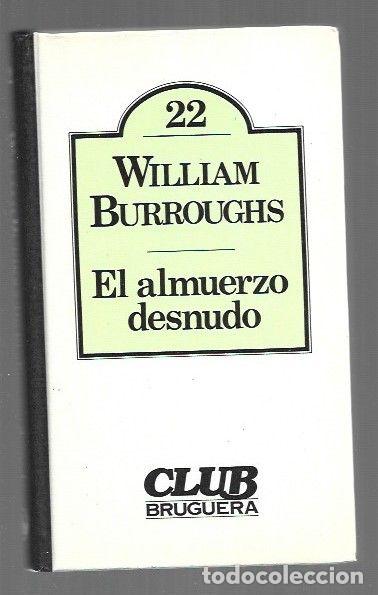 22
WILLIAM
BURROUGHS
El almuerzo
desnudo
CLUB
BRUGUERA
todocoleccion